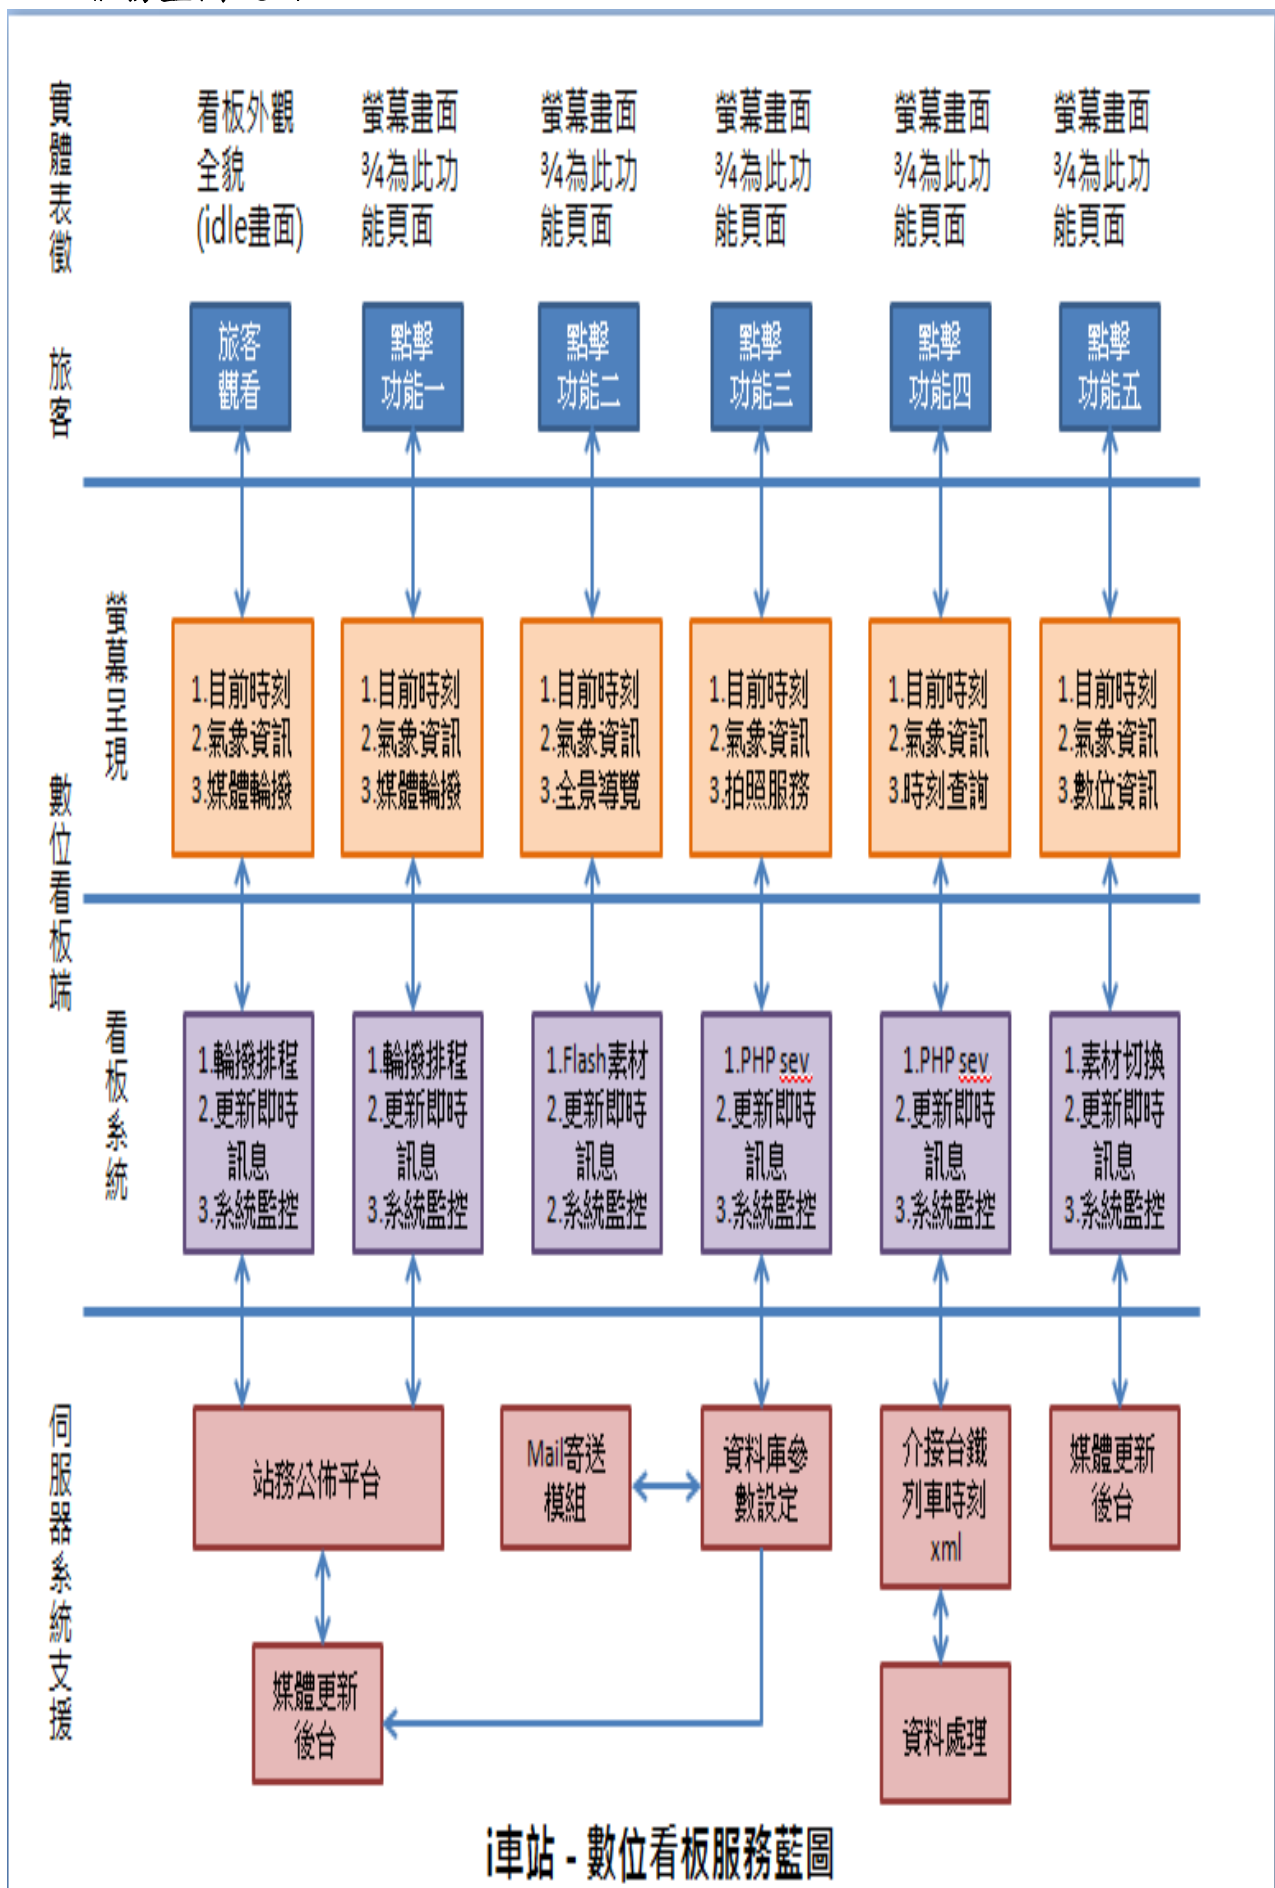 實體表徵
看板外觀
全貌
(idle畫面)
螢幕畫面
¾為此功
能頁面
螢幕畫面
¾為此功
能頁面
螢幕畫面
¾為此功
能頁面
螢幕畫面
¾為此功
能頁面
螢幕畫面
¾為此功
能頁面
旅客
旅客
觀看
點擊
功能一
點擊
功能二
點擊
功能三
點擊
功能四
點擊
功能五
數位看板端
螢幕呈現
1.目前時刻
2.氣象資訊
3.媒體輪撥
1.目前時刻
2.氣象資訊
3.媒體輪撥
1.目前時刻
2.氣象資訊
3.全景導覽
1.目前時刻
2.氣象資訊
3.拍照服務
1.目前時刻
2.氣象資訊
3.時刻查詢
1.目前時刻
2.氣象資訊
3.數位資訊
看板系統
1.輪撥排程
2.更新即時
訊息
3.系統監控
1.輪撥排程
2.更新即時
訊息
3.系統監控
1.Flash素材
2.更新即時
訊息
2.系統監控
1.PHP sev
2.更新即時
訊息
3.系統監控
1.PHP sev
2.更新即時
訊息
3.系統監控
1.素材切換
2.更新即時
訊息
3.系統監控
伺服器系統支援
站務公佈平台
Mail寄送
模組
資料庫參
數設定
介接台鐵
列車時刻
xml
媒體更新
後台
媒體更新
後台
資料處理
i車站 - 數位看板服務藍圖